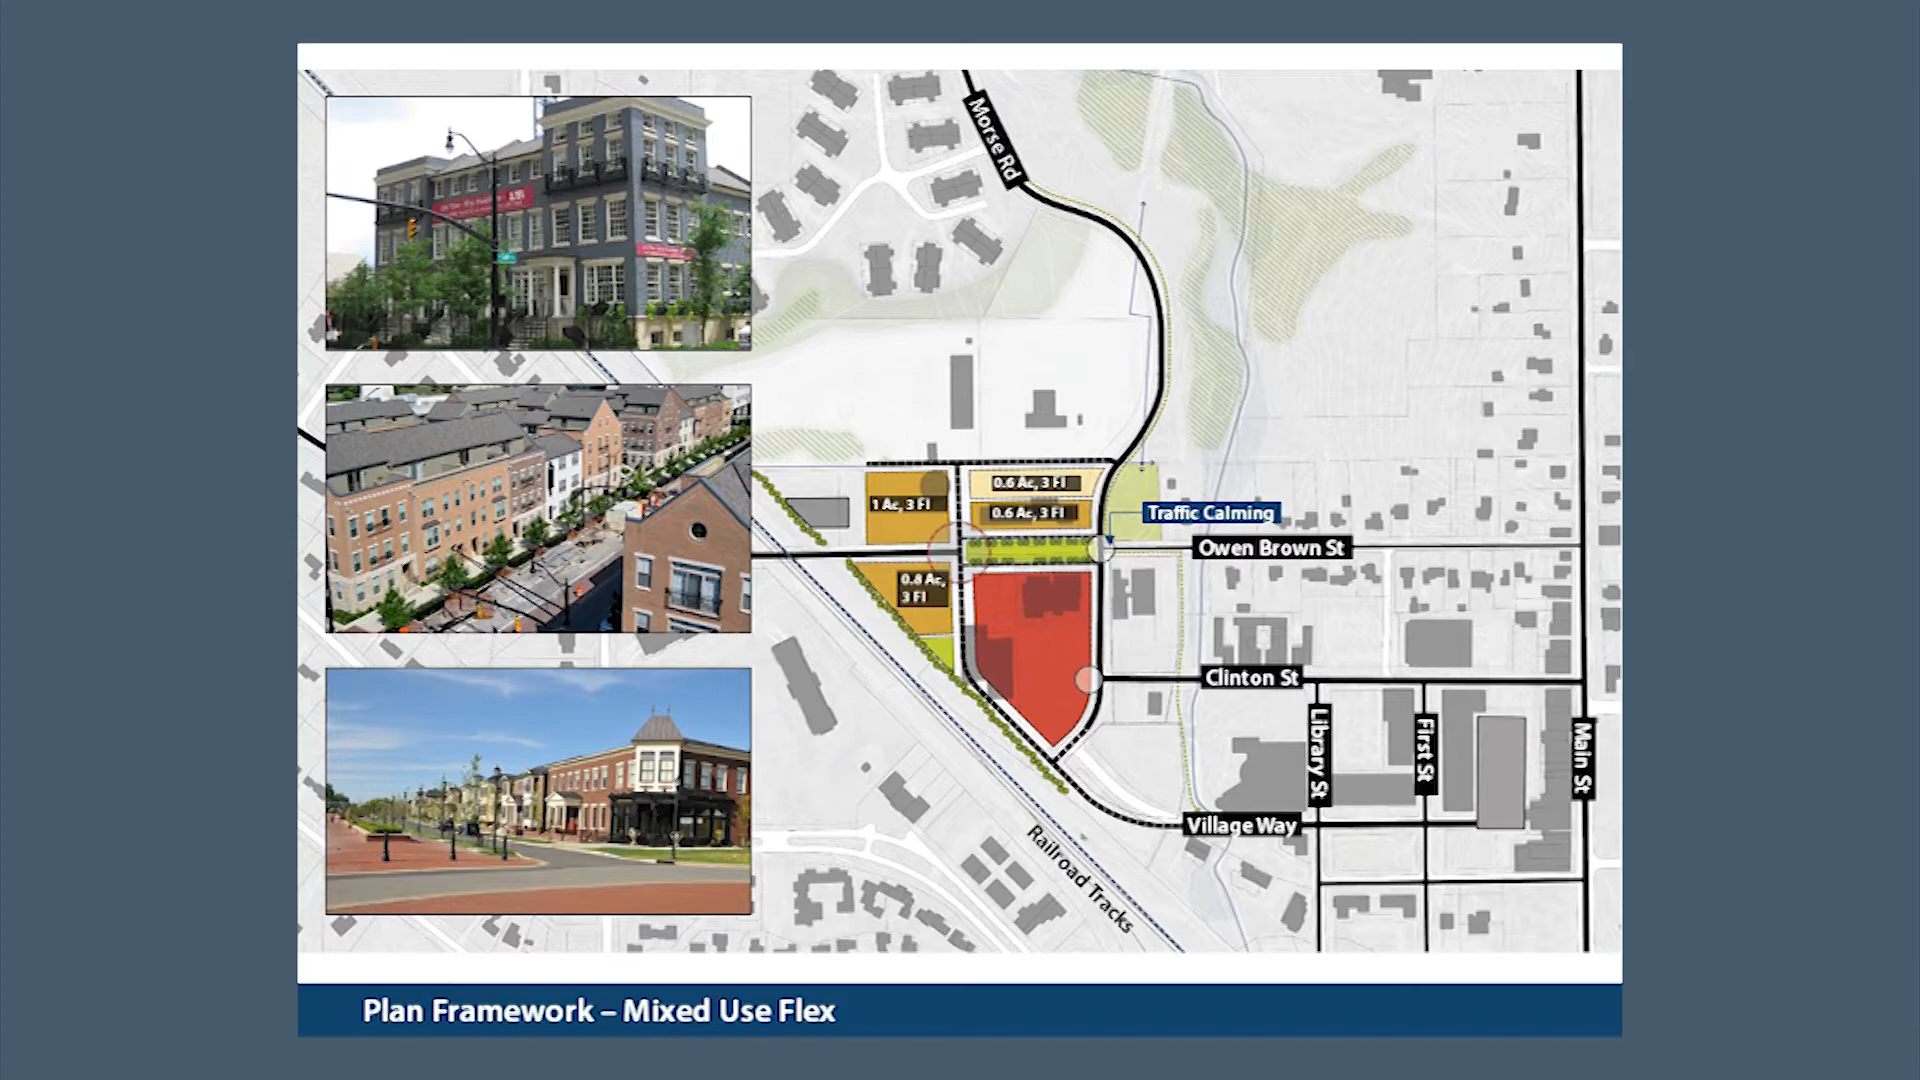 Morse Rd
1 Ac, 3 Fl
0.6 Ac, 3 Fl
0.6 Ac, 3 Fl
Traffic Calming
Owen Brown St
0.8 Ac,
3 Fl
Clinton St
Library St
First St
Main St
Village Way
Railroad Tracks
Plan Framework – Mixed Use Flex